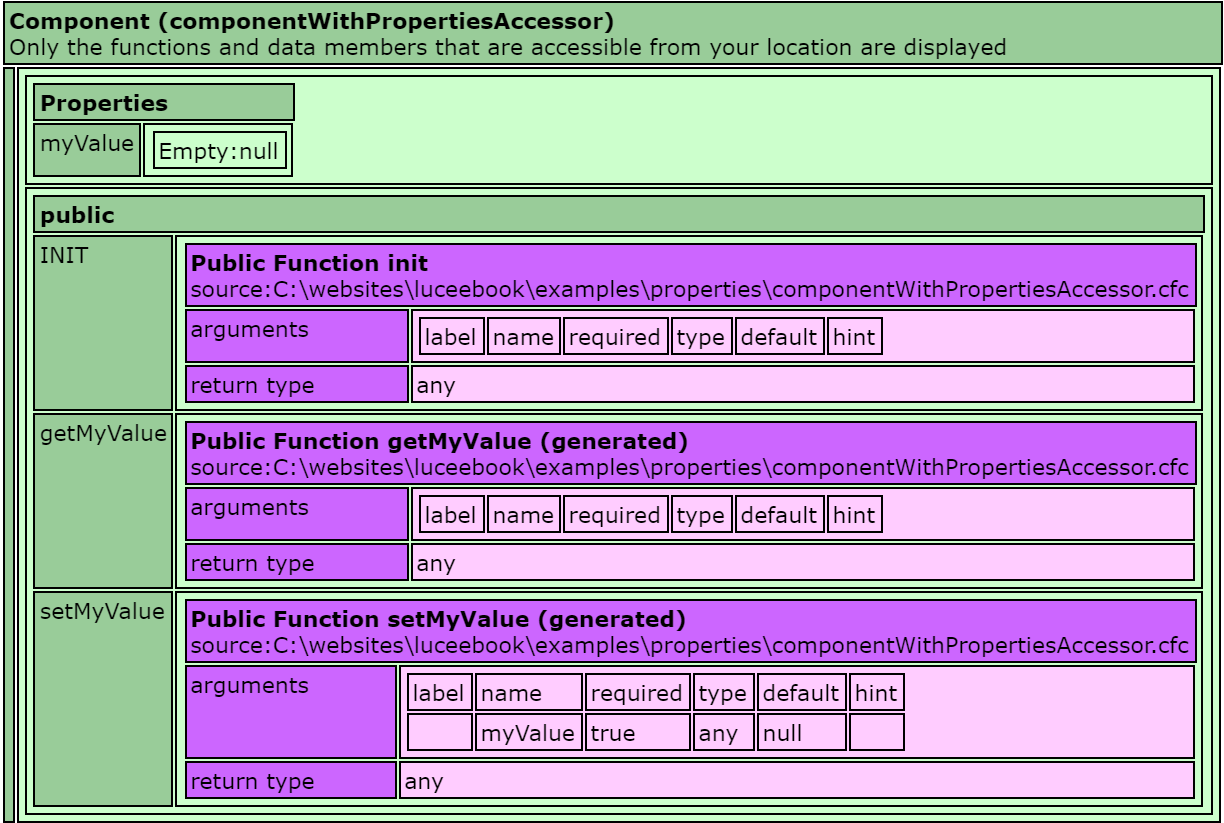 Component (componentWithPropertiesAccessor)
Only the functions and data members that are accessible from your location are displayed
Properties
myValue Empty:null
public
INIT
Public Function init
source:C:\websites\luceebook\examples\properties\componentWithPropertiesAccessor.cfc
arguments label name required type default hint
return type any
getMyValue
Public Function getMyValue (generated)
source:C:\websites\luceebook\examples\properties\componentWithPropertiesAccessor.cfc
arguments label name required type default hint
return type any
setMyValue
Public Function setMyValue (generated)
source:C:\websites\luceebook\examples\properties\componentWithPropertiesAccessor.cfc
arguments label name required type default hint
myValue true any null
return type any